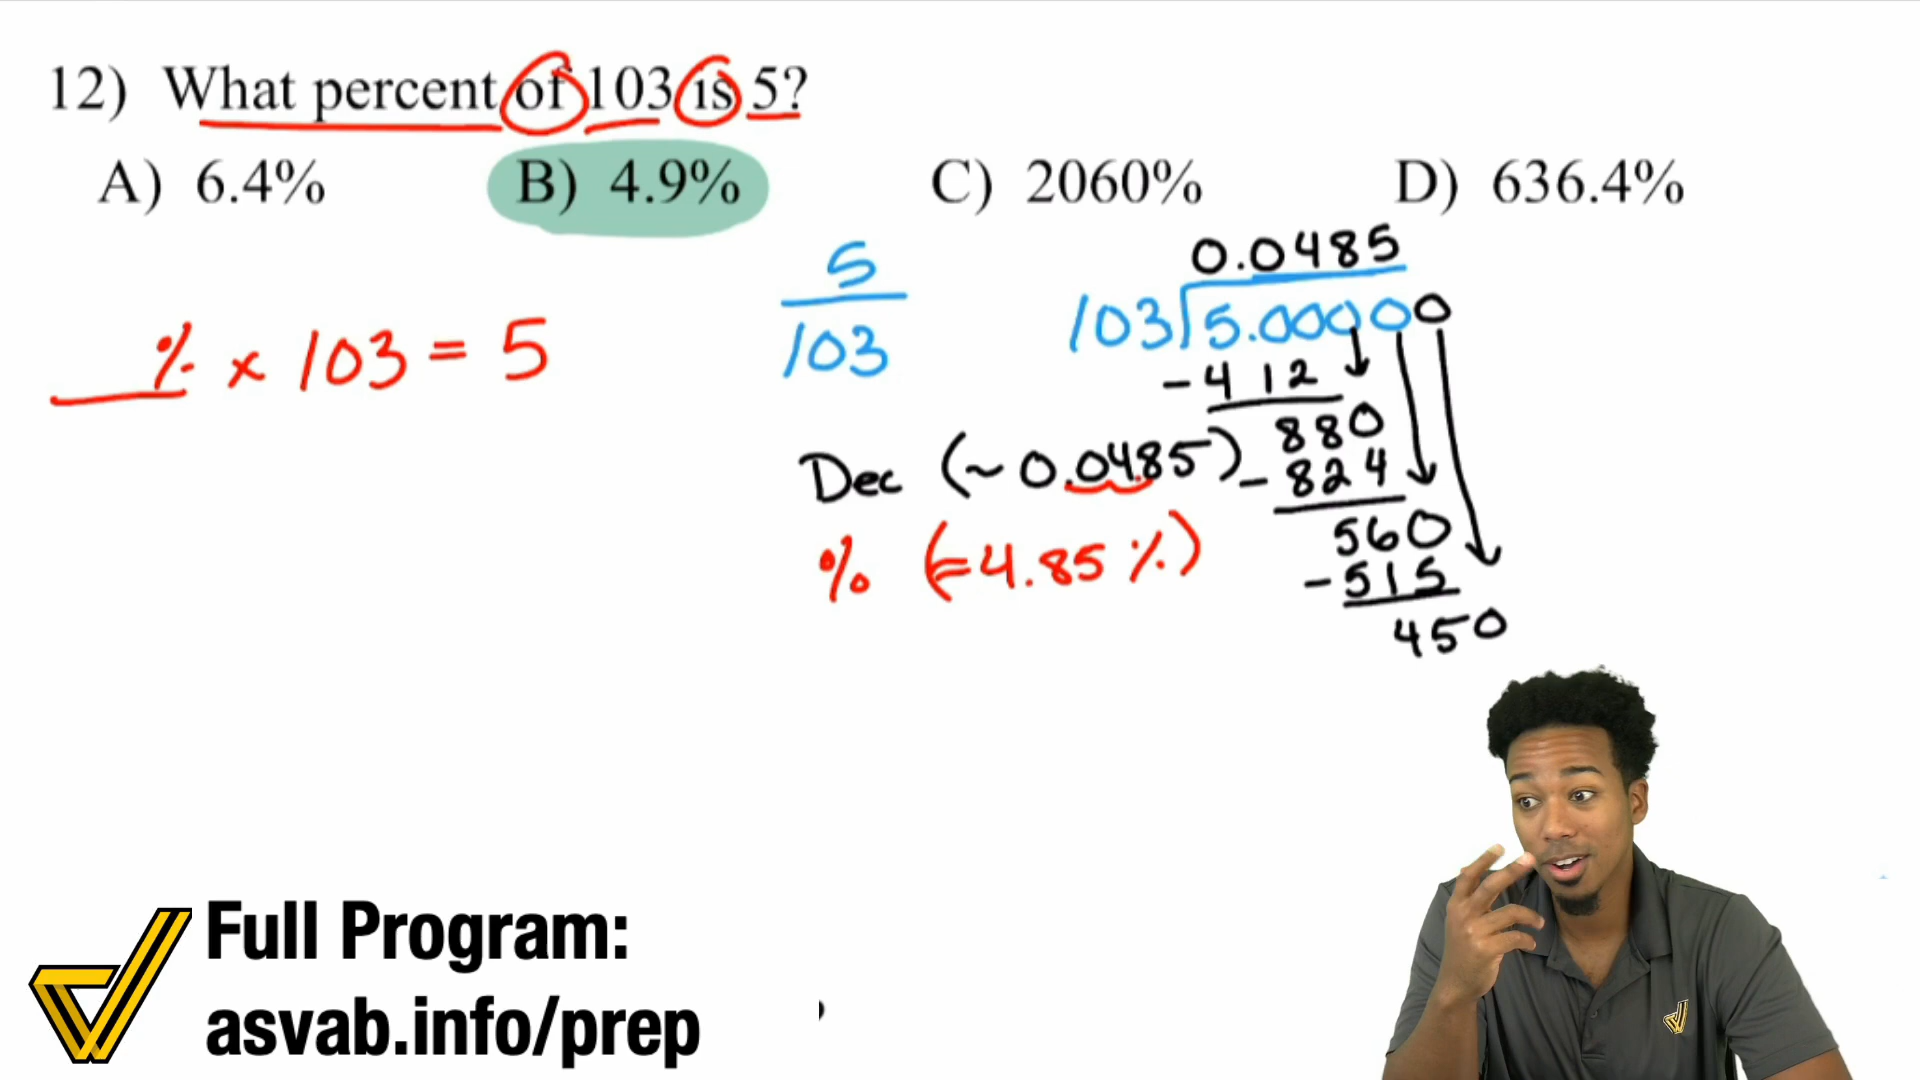 12) What percent of 103 is 5?
A) 6.4% B) 4.9% C) 2060% D) 636.4%
% × 103 = 5
5
103
0.0485
103 5.00000
-412
880
-824
560
-515
450
Dec (~0.0485)
% (=4.85%)
Full Program:
asvab.info/prep